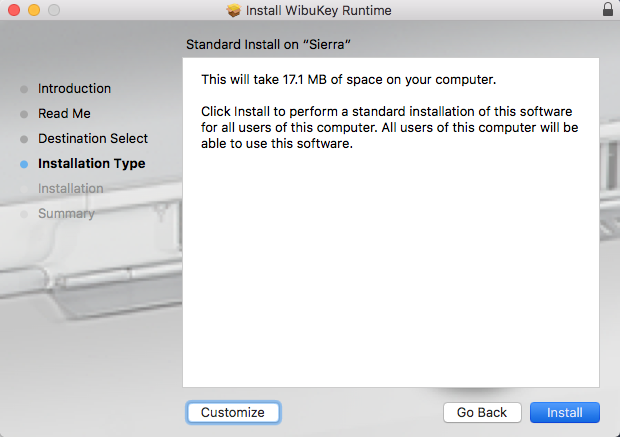 Install WibuKey Runtime
Standard Install on “Sierra”
Introduction
Read Me
Destination Select
Installation Type
Installation
Summary
This will take 17.1 MB of space on your computer.
Click Install to perform a standard installation of this software
for all users of this computer. All users of this computer will be
able to use this software.
Customize
Go Back
Install